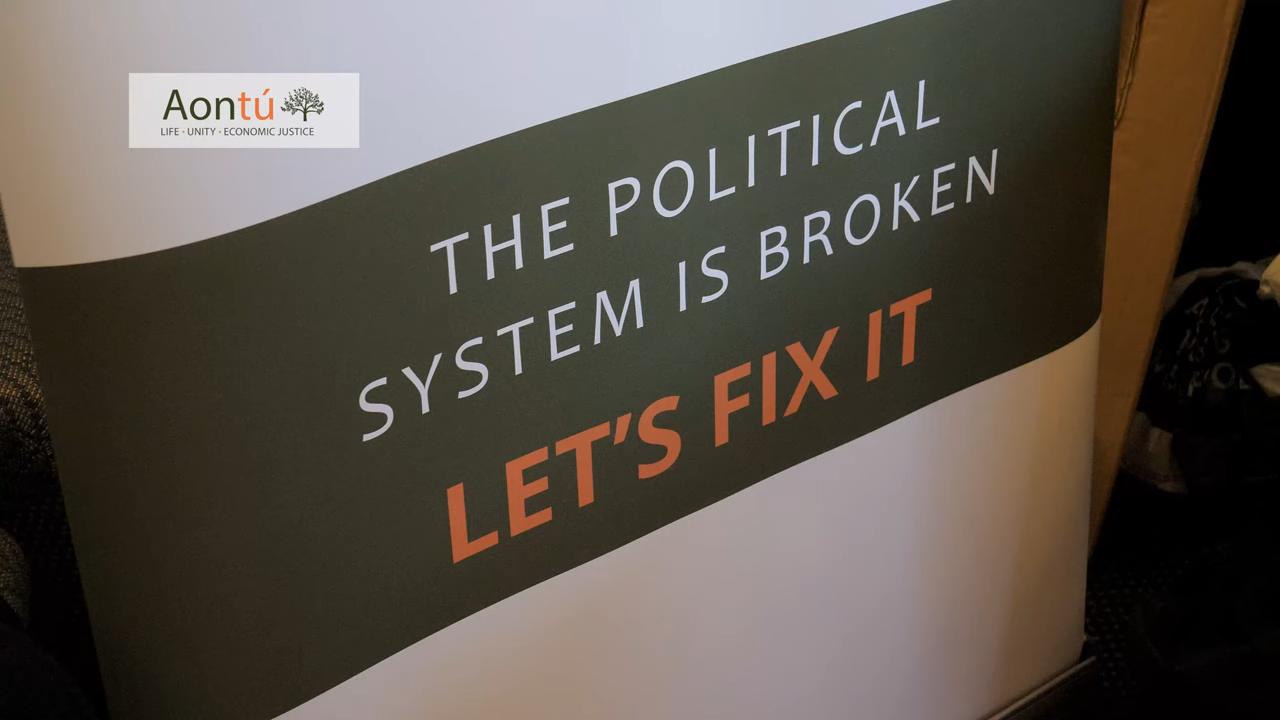 Aontú
LIFE · UNITY · ECONOMIC JUSTICE
THE POLITICAL
SYSTEM IS BROKEN
LET'S FIX IT